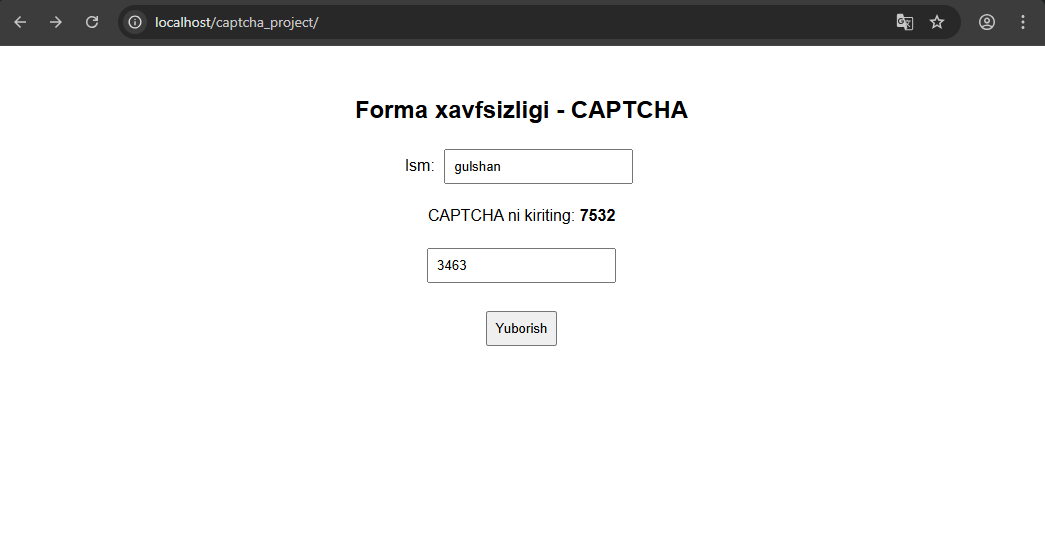 localhost/captcha_project/
Forma xavfsizligi - CAPTCHA
Ism: gulshan
CAPTCHA ni kiriting: 7532
3463
Yuborish